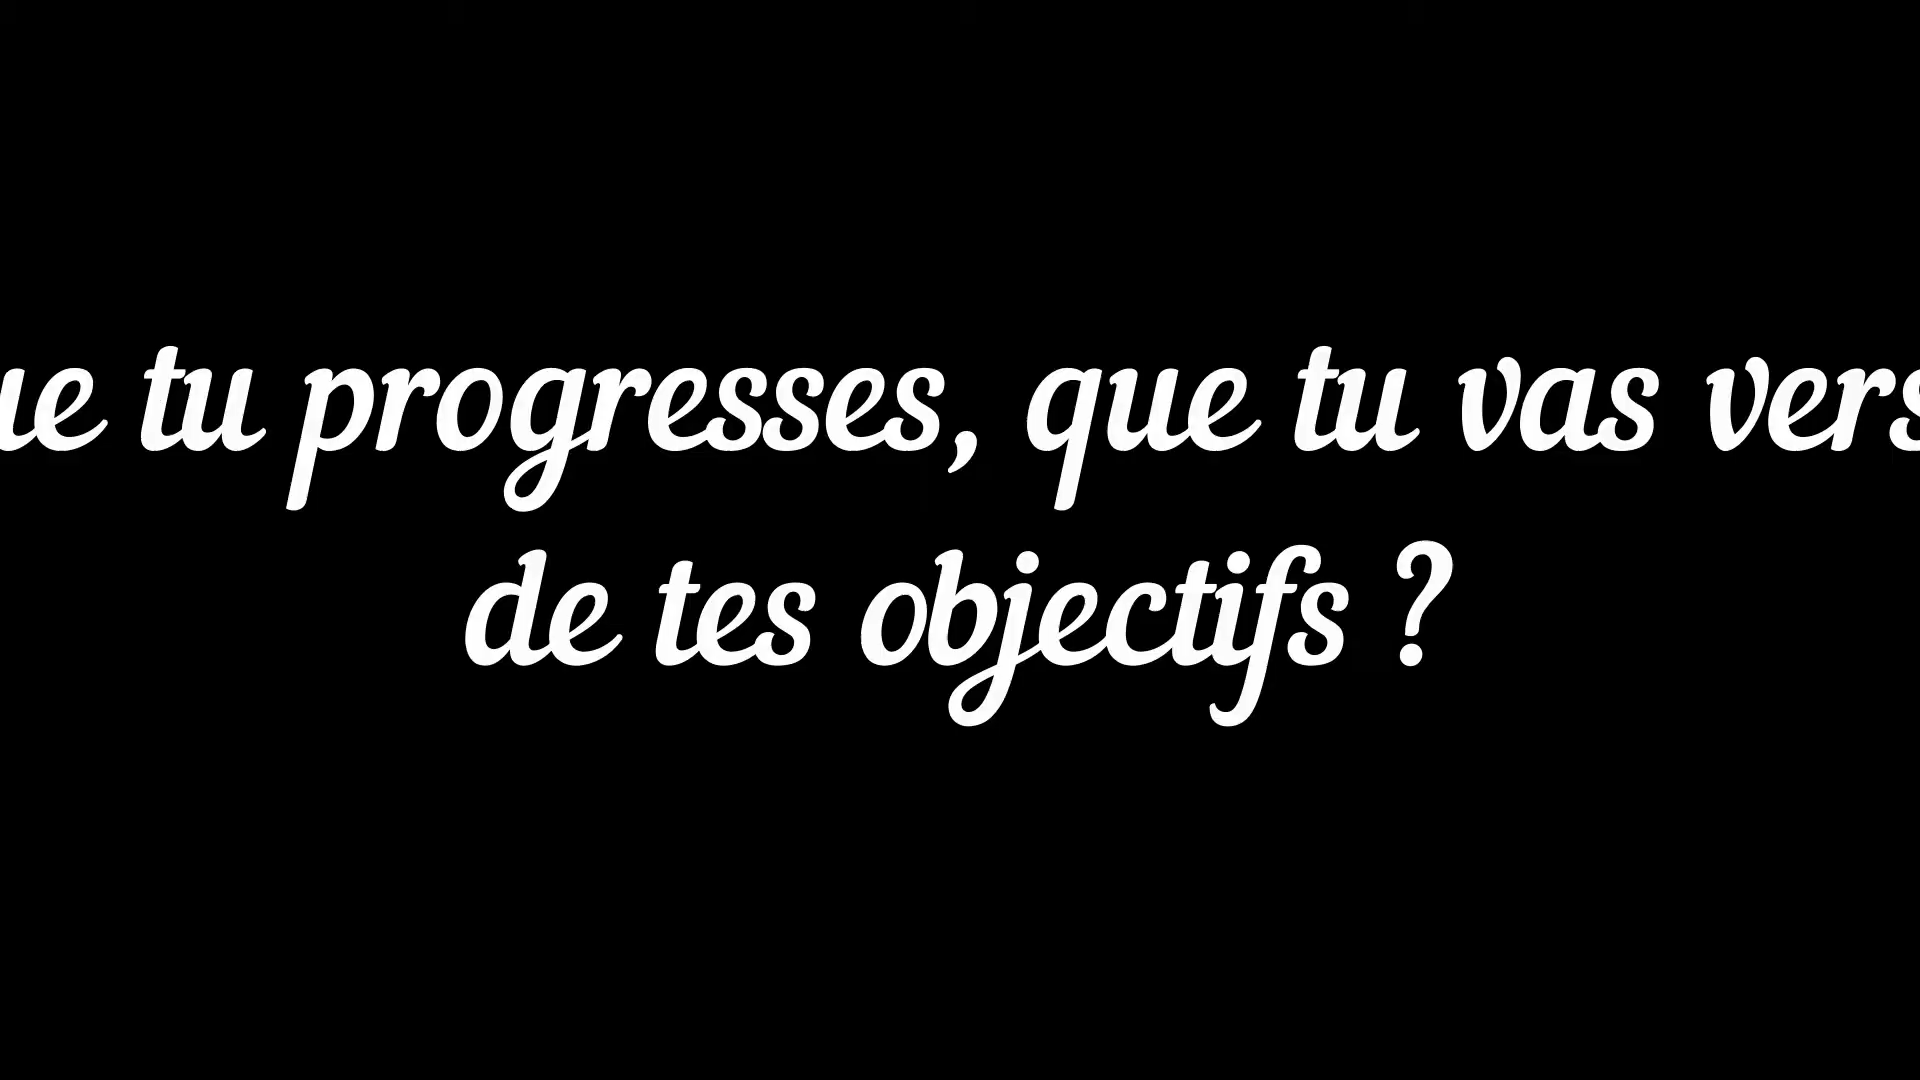 ue tu progresses, que tu vas vers
de tes objectifs ?